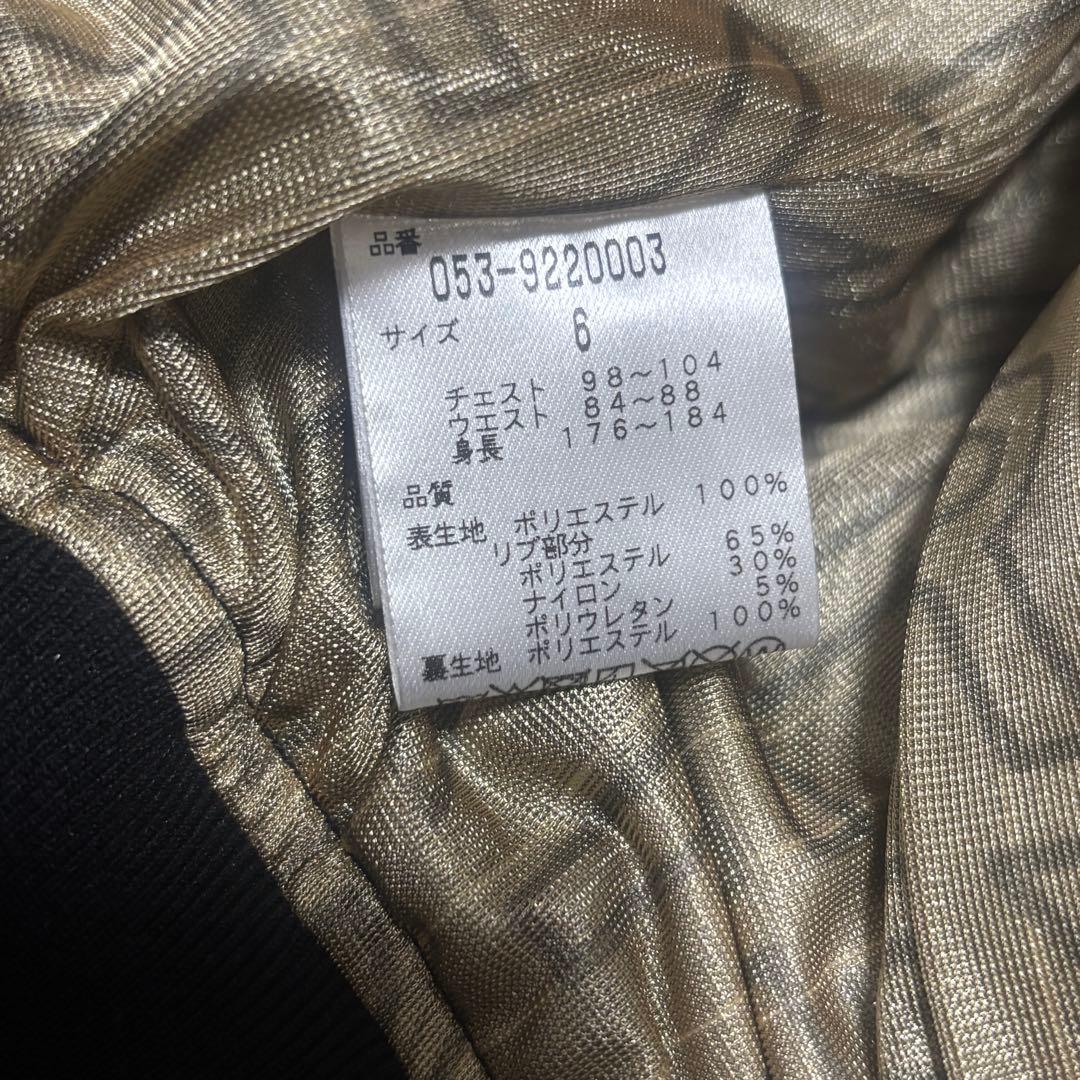 品番
053-9220003
サイズ 6
チェスト 98〜104
ウエスト 84〜88
身長 176〜184
品質
表生地 ポリエステル 100%
リブ部分
ポリエステル 65%
ナイロン 30%
ポリウレタン 5%
裏生地 ポリエステル 100%